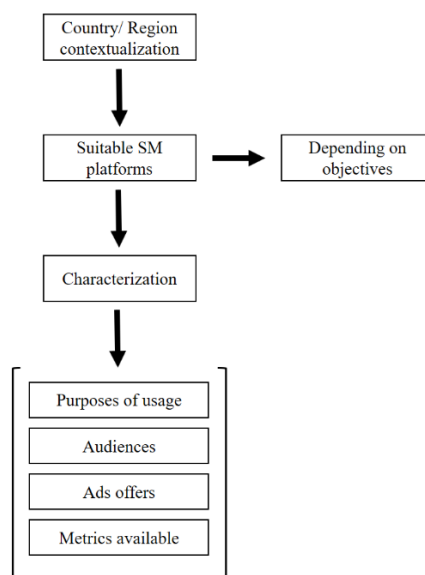 Country/ Region
contextualization
Suitable SM
platforms
Depending on
objectives
Characterization
Purposes of usage
Audiences
Ads offers
Metrics available